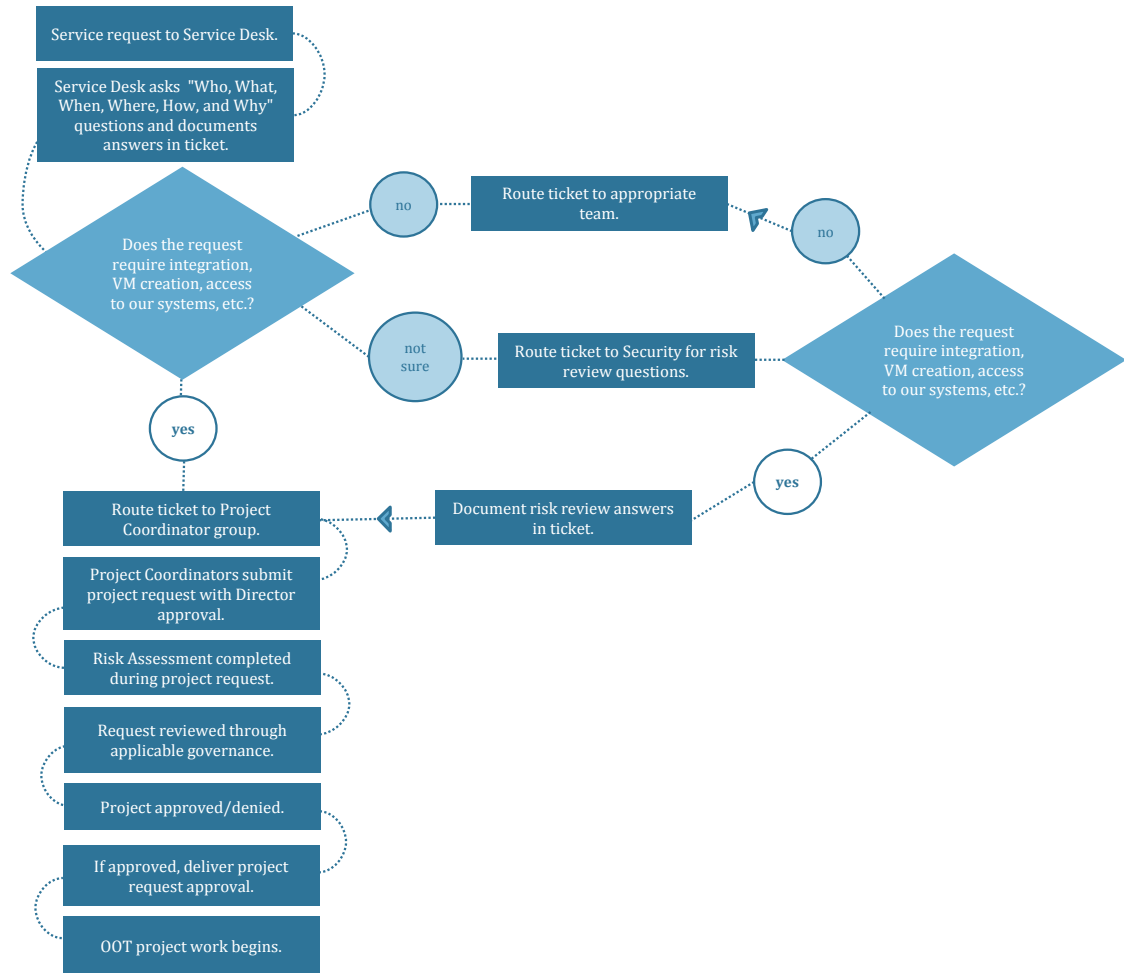 Service request to Service Desk.
Service Desk asks "Who, What,
When, Where, How, and Why"
questions and documents
answers in ticket.
Does the request
require integration,
VM creation, access
to our systems, etc.?
no
Route ticket to appropriate
team.
no
not
sure
Route ticket to Security for risk
review questions.
Does the request
require integration,
VM creation, access
to our systems, etc.?
yes
yes
Document risk review answers
in ticket.
Route ticket to Project
Coordinator group.
Project Coordinators submit
project request with Director
approval.
Risk Assessment completed
during project request.
Request reviewed through
applicable governance.
Project approved/denied.
If approved, deliver project
request approval.
OOT project work begins.